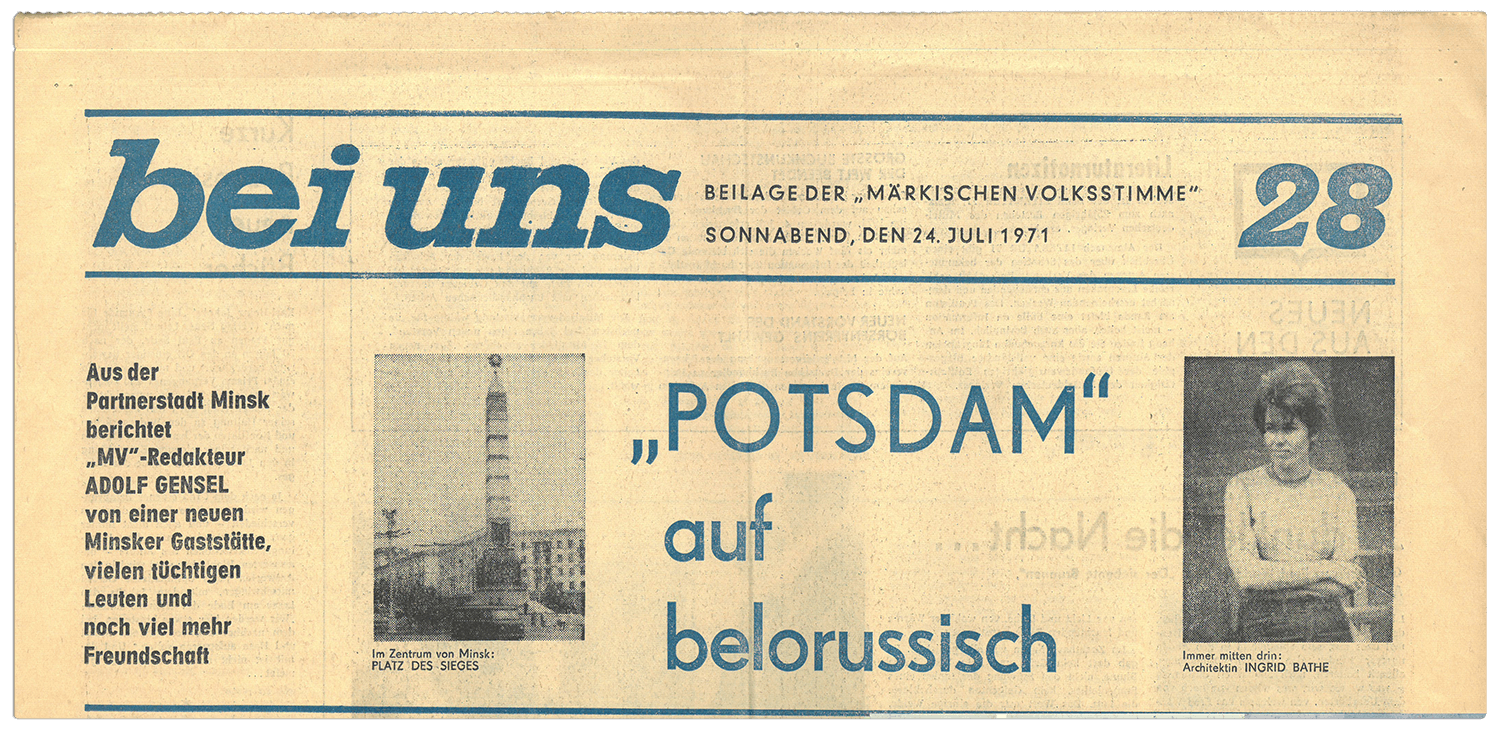 bei uns
BEILAGE DER „MÄRKISCHEN VOLKSSTIMME“
SONNABEND, DEN 24. JULI 1971
28
Aus der
Partnerstadt Minsk
berichtet
„MV“-Redakteur
ADOLF GENSEL
von einer neuen
Minsker Gaststätte,
vielen tüchtigen
Leuten und
noch viel mehr
Freundschaft
Im Zentrum von Minsk:
PLATZ DES SIEGES
„POTSDAM“
auf
belorussisch
Immer mitten drin:
Architektin INGRID BATHE